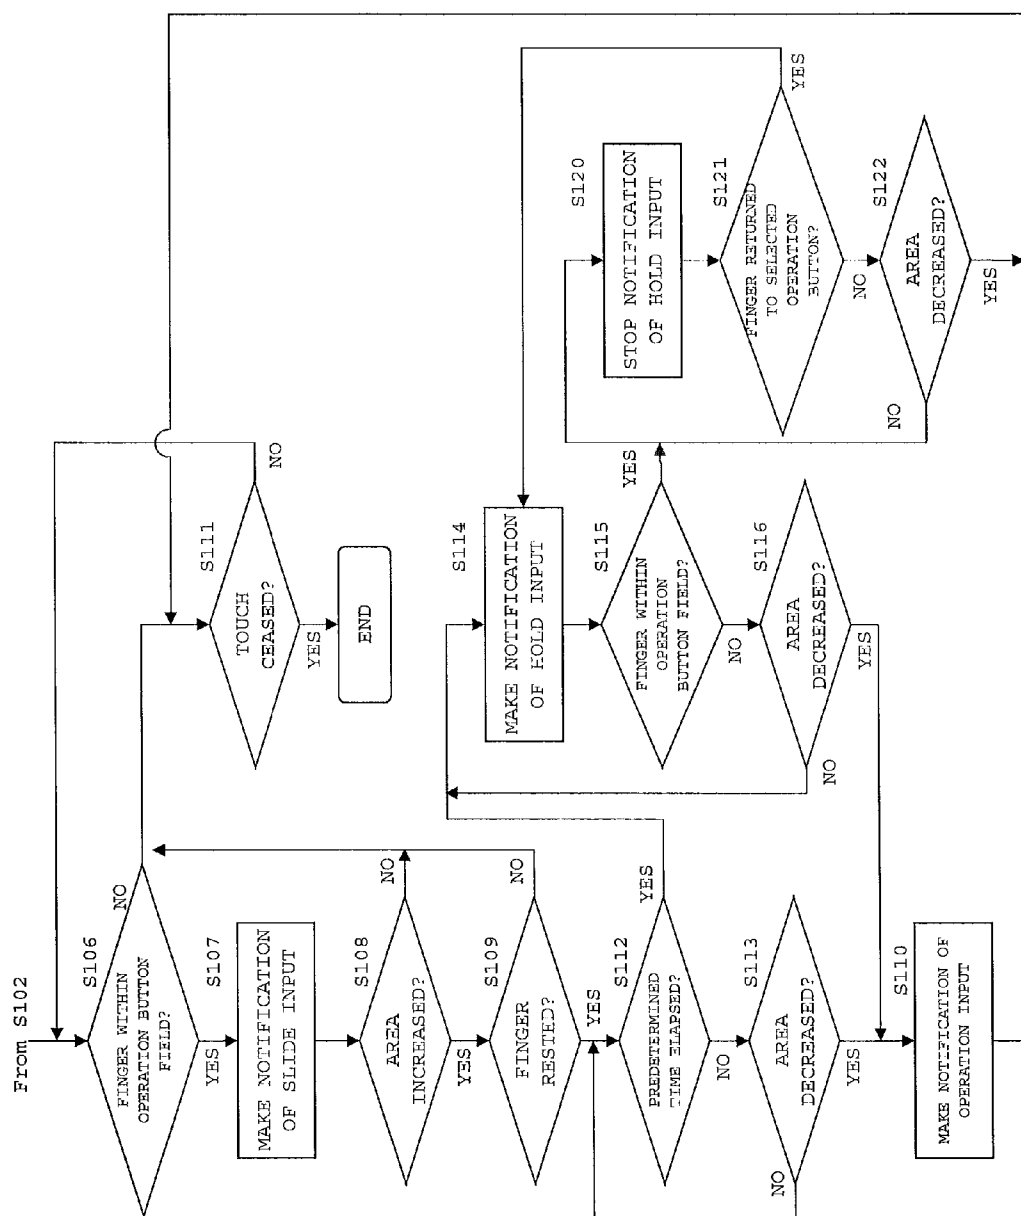 From S102
S106
FINGER WITHIN
OPERATION BUTTON
FIELD?
NO
YES
S107
MAKE NOTIFICATION
OF SLIDE INPUT
S108
AREA
INCREASED?
NO
YES
S109
FINGER
RESTED?
NO
YES
S112
PREDETERMINED
TIME ELAPSED?
YES
NO
S113
AREA
DECREASED?
NO
YES
S110
MAKE NOTIFICATION OF
OPERATION INPUT
S111
TOUCH
CEASED?
NO
YES
END
S114
MAKE NOTIFICATION
OF HOLD INPUT
S115
FINGER WITHIN
OPERATION
BUTTON FIELD?
YES
NO
S116
AREA
DECREASED?
NO
YES
S120
STOP NOTIFICATION
OF HOLD INPUT
S121
FINGER RETURNED
TO SELECTED
OPERATION
BUTTON?
YES
NO
S122
AREA
DECREASED?
NO
YES